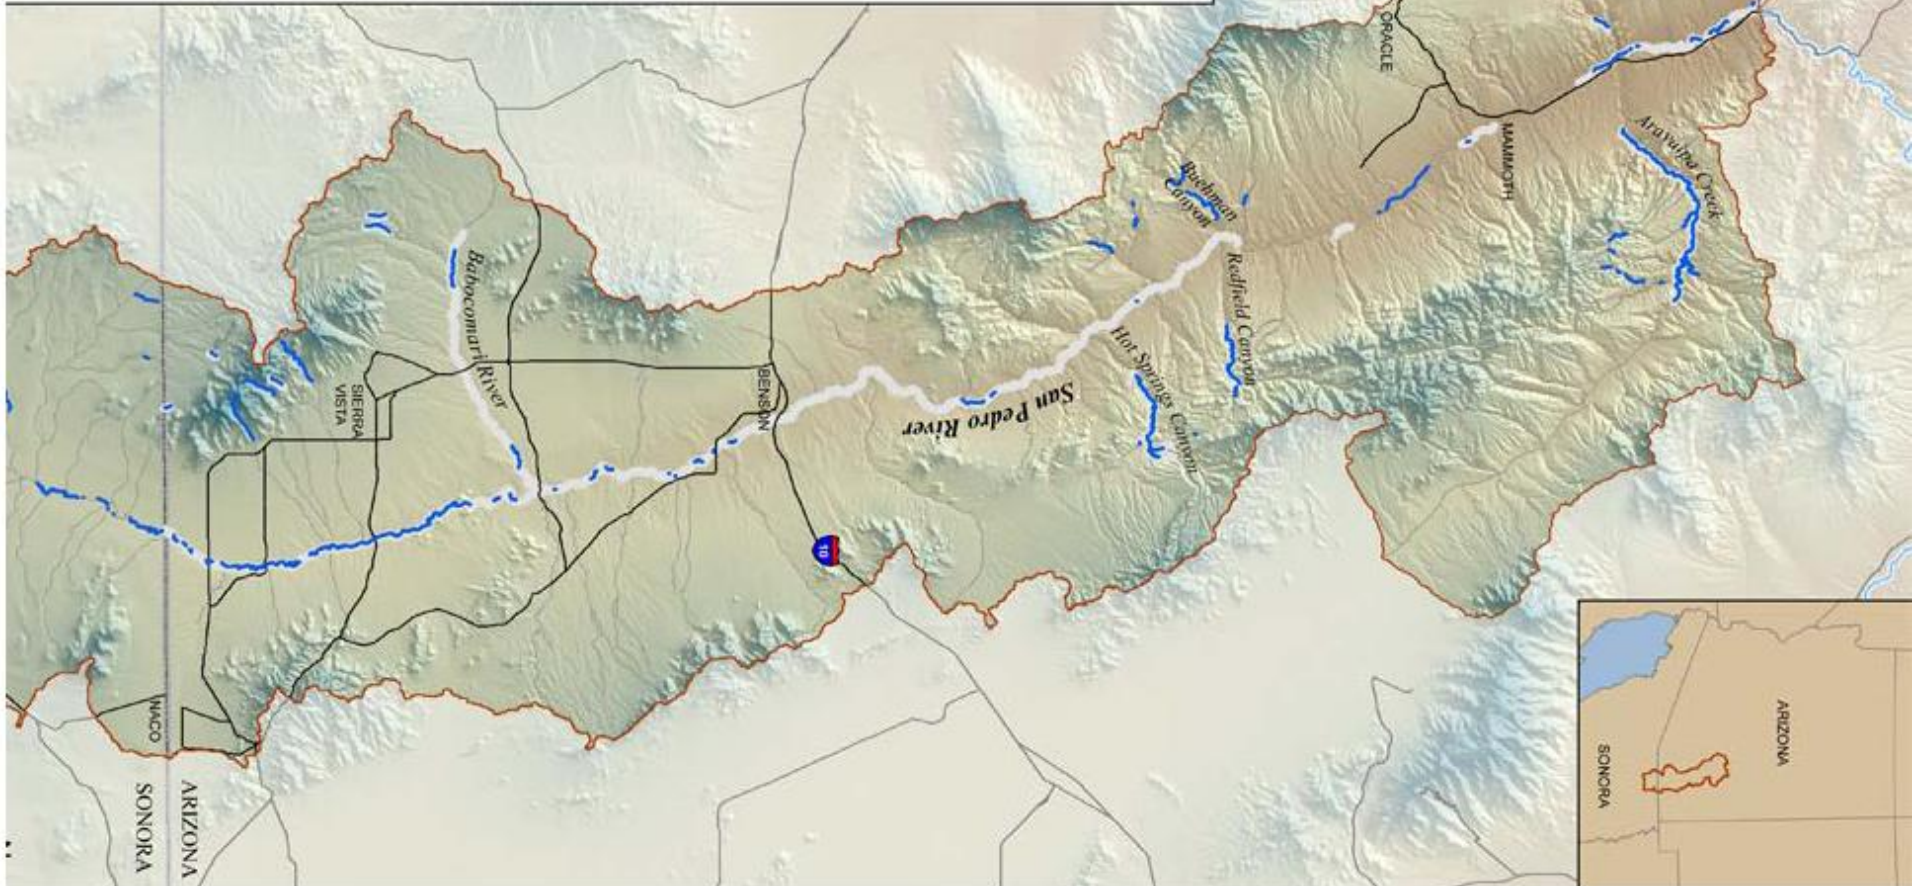 ORACLE
MAMMOTH
Aravaipa Creek
Buehman
Canyon
Redfield Canyon
Hot Springs Canyon
San Pedro River
BENSON
10
Babocomari River
SIERRA
VISTA
NACO
ARIZONA
SONORA
ARIZONA
SONORA